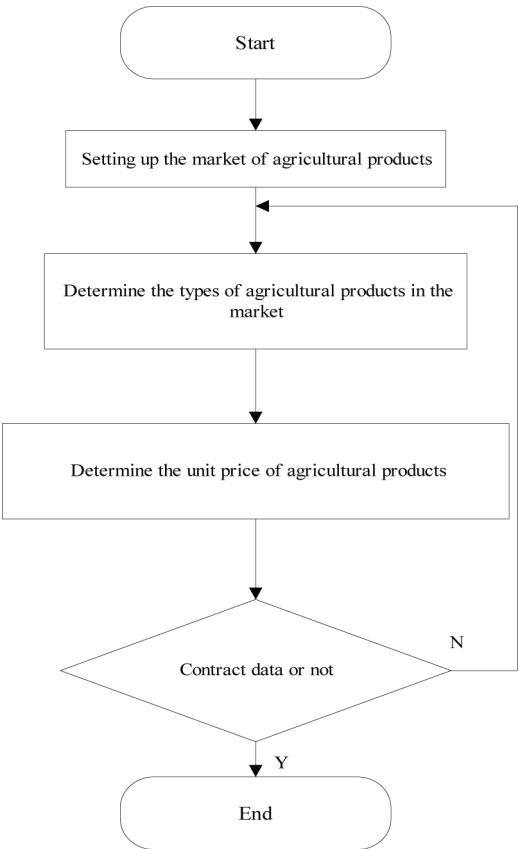 Start
Setting up the market of agricultural products
Determine the types of agricultural products in the
market
Determine the unit price of agricultural products
Contract data or not
N
Y
End